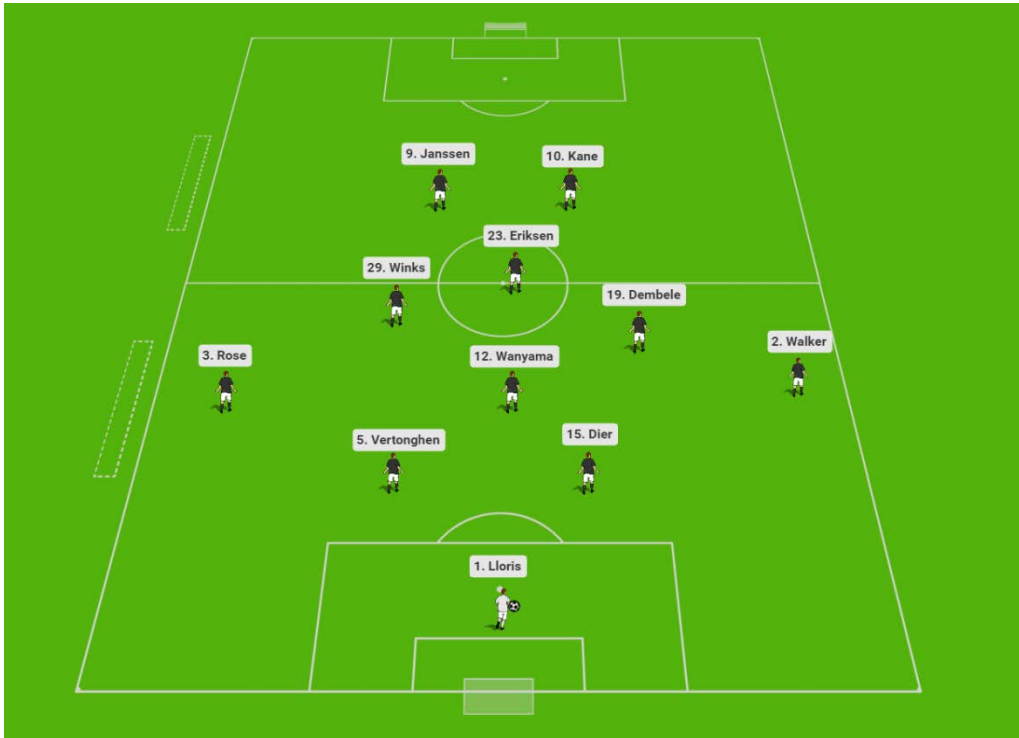 9. Janssen
10. Kane
23. Eriksen
29. Winks
19. Dembele
2. Walker
3. Rose
12. Wanyama
15. Dier
5. Vertonghen
1. Lloris